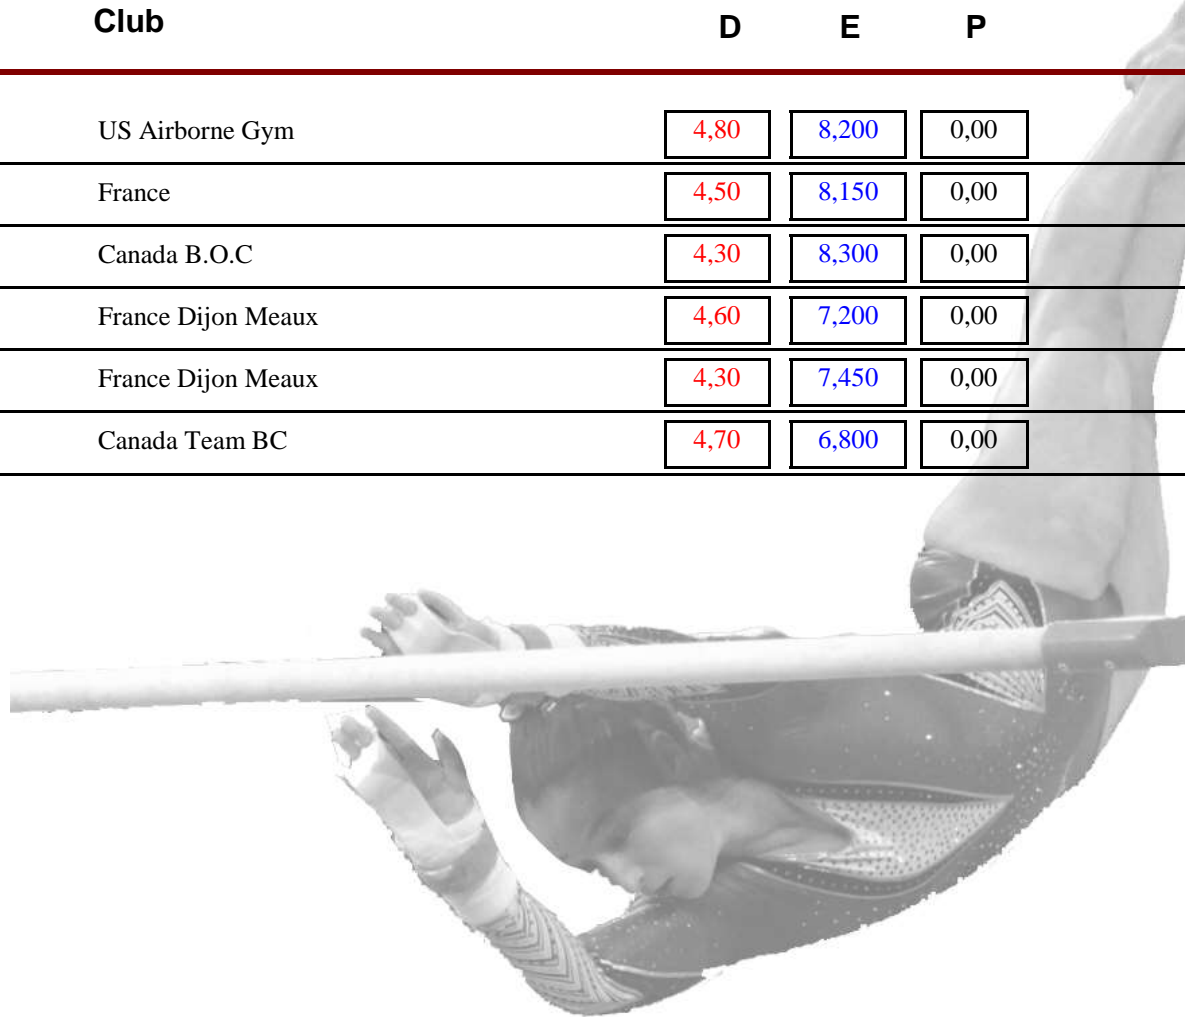 Club D E P
US Airborne Gym 4,80 8,200 0,00
France 4,50 8,150 0,00
Canada B.O.C 4,30 8,300 0,00
France Dijon Meaux 4,60 7,200 0,00
France Dijon Meaux 4,30 7,450 0,00
Canada Team BC 4,70 6,800 0,00